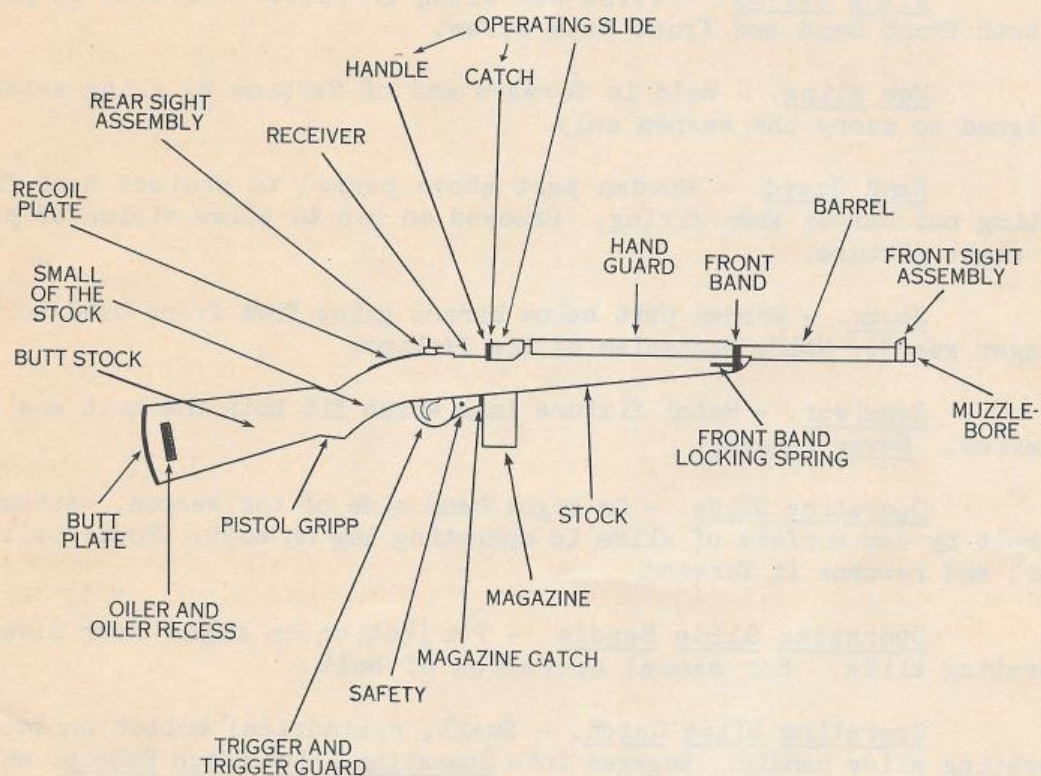 OPERATING SLIDE
HANDLE
CATCH
REAR SIGHT
ASSEMBLY
RECEIVER
RECOIL
PLATE
BARREL
HAND
GUARD
FRONT
BAND
FRONT SIGHT
ASSEMBLY
SMALL
OF THE
STOCK
BUTT STOCK
MUZZLE-
BORE
FRONT BAND
LOCKING SPRING
BUTT
PLATE
PISTOL GRIPP
STOCK
OILER AND
OILER RECESS
MAGAZINE
MAGAZINE CATCH
SAFETY
TRIGGER AND
TRIGGER GUARD